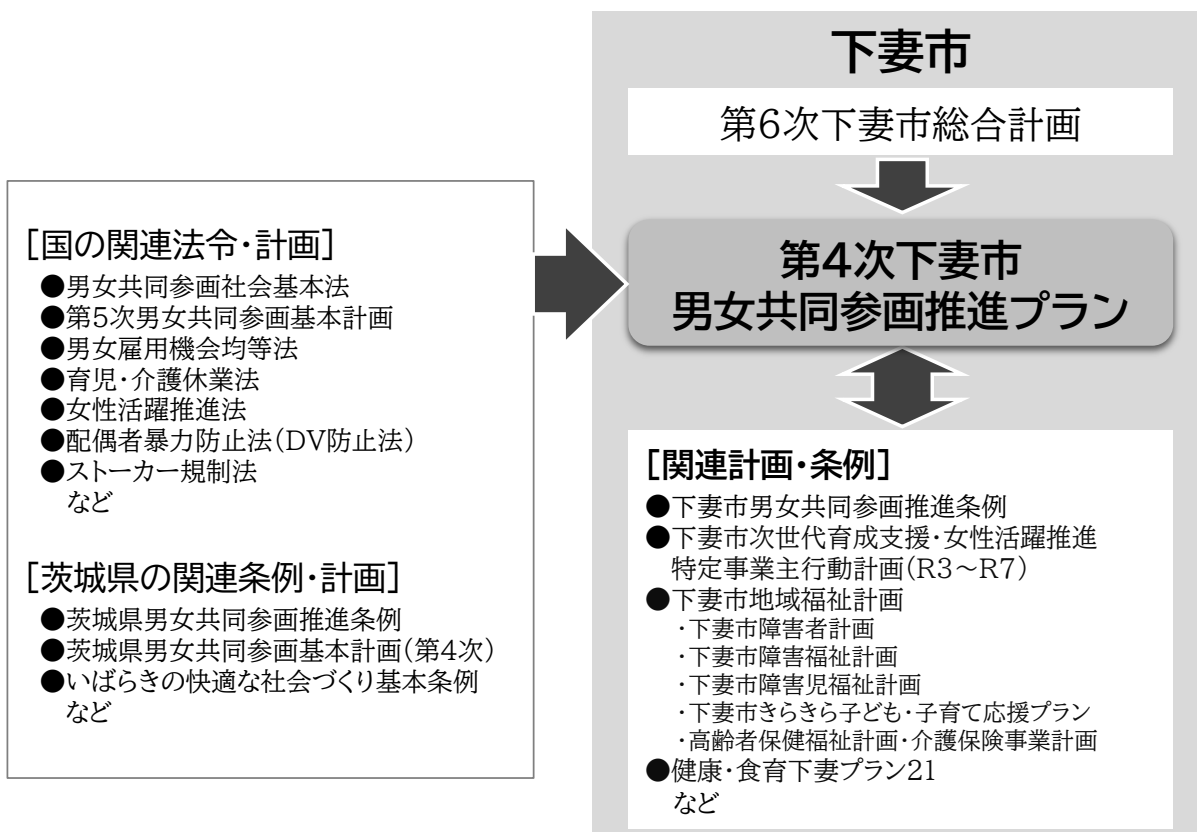 下妻市
第6次下妻市総合計画
第4次下妻市
男女共同参画推進プラン
[国の関連法令・計画]
●男女共同参画社会基本法
●第5次男女共同参画基本計画
●男女雇用機会均等法
●育児・介護休業法
●女性活躍推進法
●配偶者暴力防止法(DV防止法)
●ストーカー規制法
など
[茨城県の関連条例・計画]
●茨城県男女共同参画推進条例
●茨城県男女共同参画基本計画(第4次)
●いばらきの快適な社会づくり基本条例
など
[関連計画・条例]
●下妻市男女共同参画推進条例
●下妻市次世代育成支援・女性活躍推進
特定事業主行動計画(R3～R7)
●下妻市地域福祉計画
・下妻市障害者計画
・下妻市障害福祉計画
・下妻市障害児福祉計画
・下妻市きらきら子ども・子育て応援プラン
・高齢者保健福祉計画・介護保険事業計画
●健康・食育下妻プラン21
など